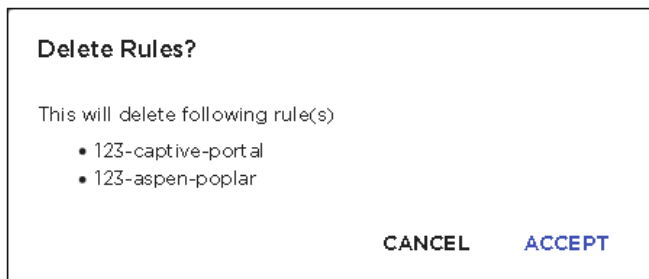 Delete Rules?
This will delete following rule(s)
• 123-captive-portal
• 123-aspen-poplar
CANCEL ACCEPT